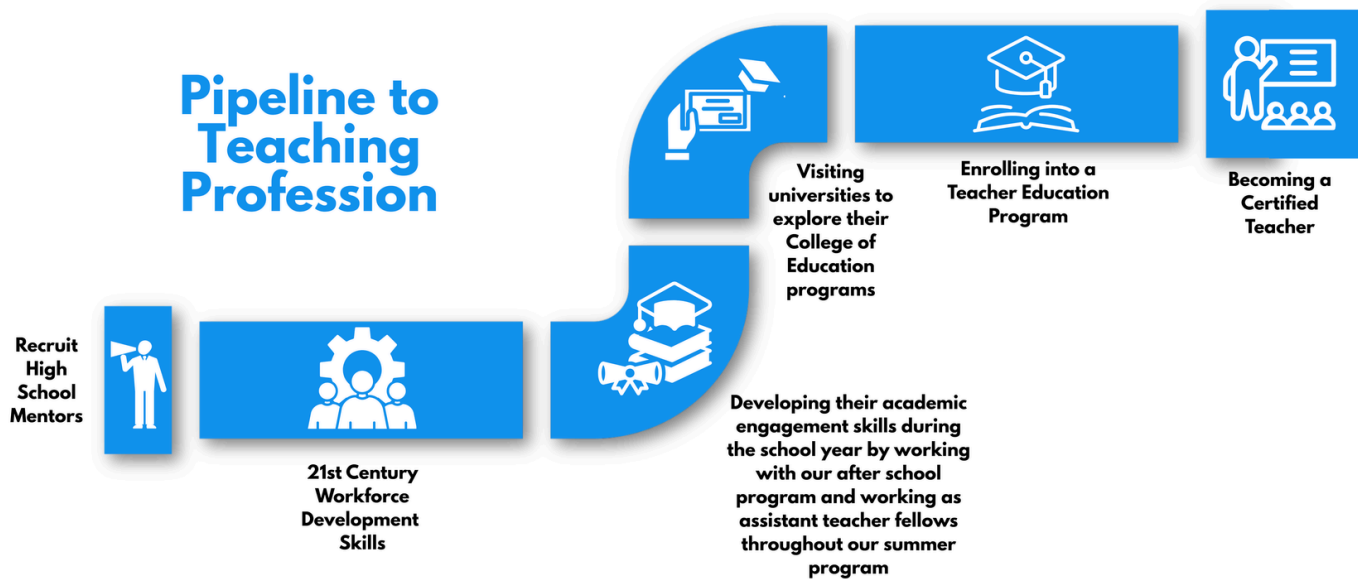 Pipeline to
Teaching
Profession
Recruit
High
School
Mentors
21st Century
Workforce
Development
Skills
Developing their academic
engagement skills during
the school year by working
with our after school
program and working as
assistant teacher fellows
throughout our summer
program
Visiting
universities to
explore their
College of
Education
programs
Enrolling into a
Teacher Education
Program
Becoming a
Certified
Teacher